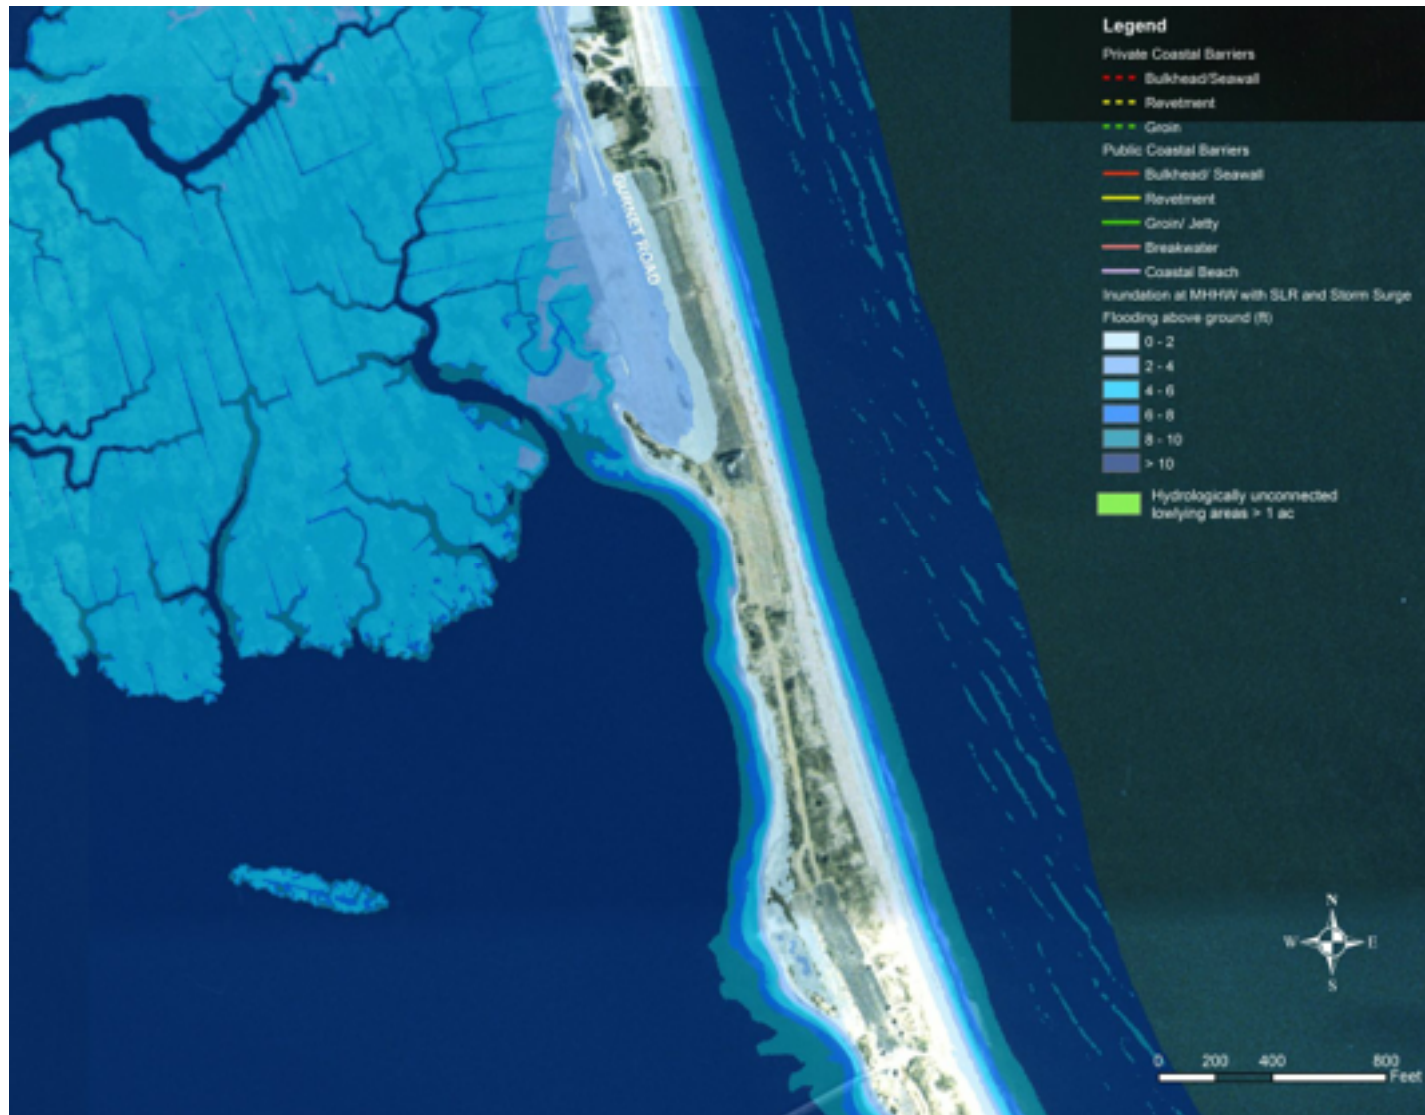 Legend
Private Coastal Barriers
Bulkhead/Seawall
Revetment
Groin
Public Coastal Barriers
Bulkhead/ Seawall
Revetment
Groin/ Jetty
Breakwater
Coastal Beach
Inundation at MHHW with SLR and Storm Surge
Flooding above ground (ft)
0 - 2
2 - 4
4 - 6
6 - 8
8 - 10
> 10
Hydrologically unconnected
lowlying areas > 1 ac
GURNET ROAD
N
W E
S
0 200 400 800
Feet